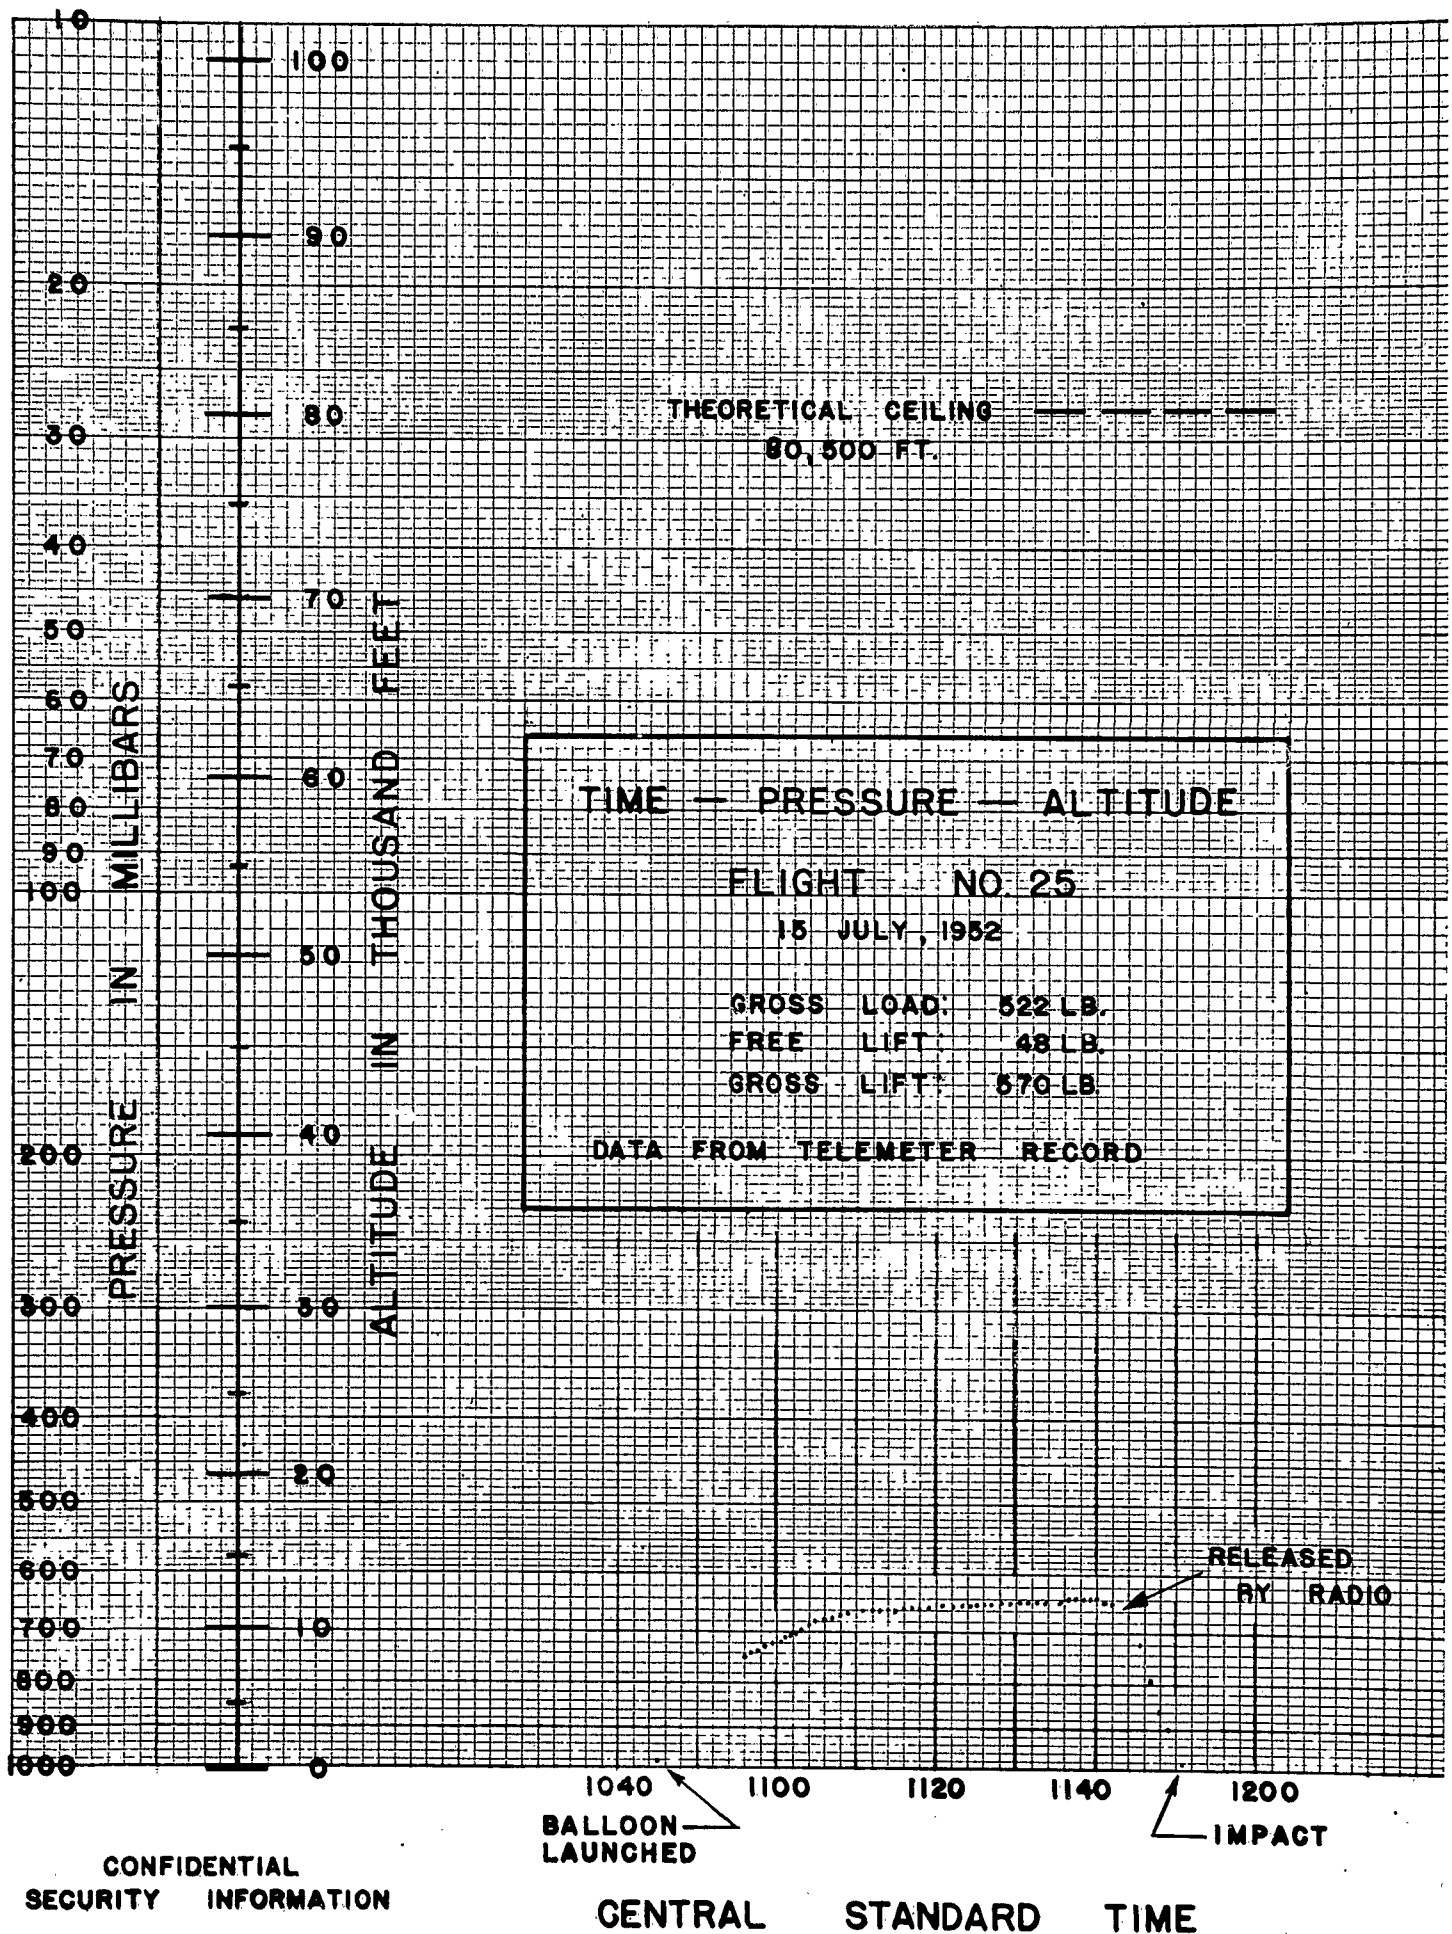 10
20
30
40
50
60
70
80
90
100
200
300
400
500
600
700
800
900
1000
PRESSURE IN MILLIBARS
100
90
80
70
60
50
40
30
20
10
0
ALTITUDE IN THOUSAND FEET
THEORETICAL CEILING
80,500 FT.
TIME — PRESSURE — ALTITUDE
FLIGHT NO. 25
15 JULY, 1952
GROSS LOAD: 522 LB.
FREE LIFT: 48 LB.
GROSS LIFT: 570 LB.
DATA FROM TELEMETER RECORD
RELEASED
BY RADIO
1040 1100 1120 1140 1200
BALLOON
LAUNCHED
IMPACT
CONFIDENTIAL
SECURITY INFORMATION
CENTRAL STANDARD TIME